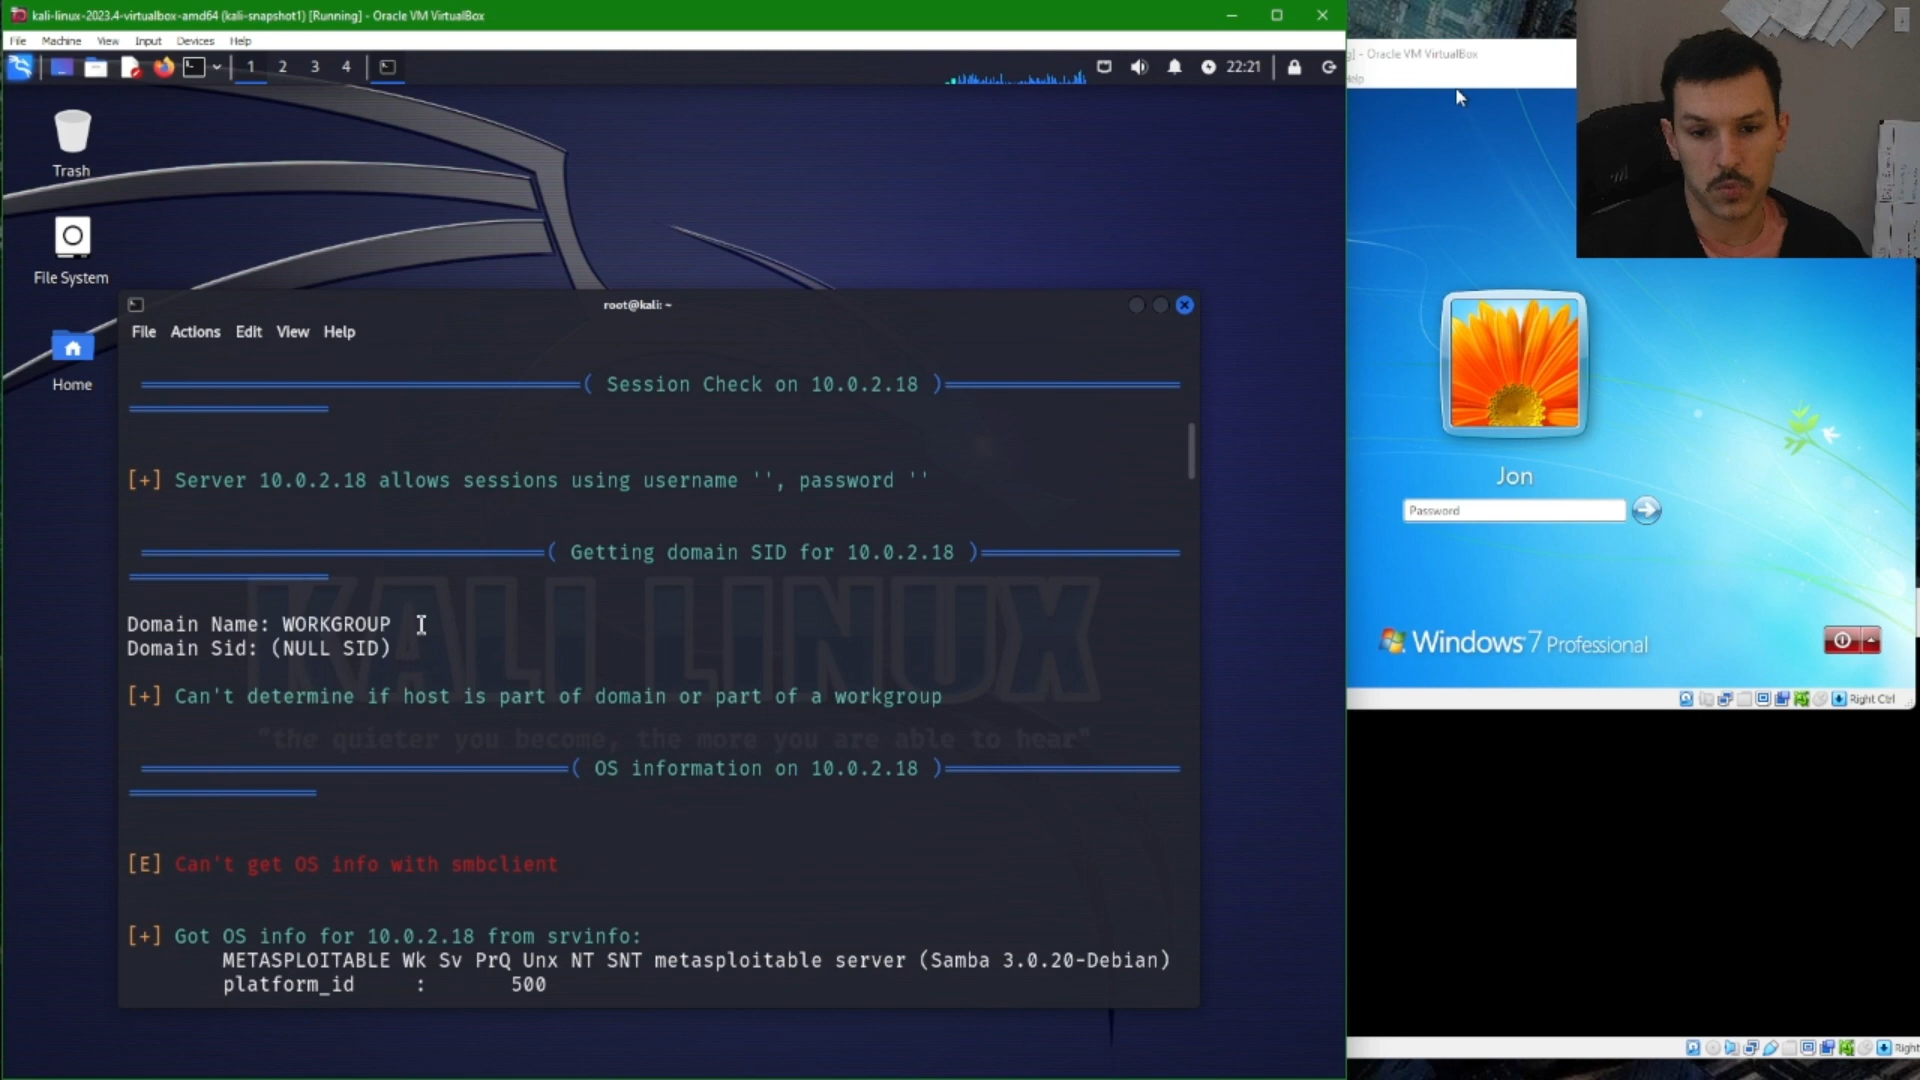 kali-linux-2023.4-virtualbox-amd64 (kali-snapshot1) [Running] - Oracle VM VirtualBox
File Machine View Input Devices Help
1 2 3 4
22:21
Trash
File System
Home
root@kali: ~
File Actions Edit View Help
( Session Check on 10.0.2.18 )
[+] Server 10.0.2.18 allows sessions using username '', password ''
( Getting domain SID for 10.0.2.18 )
KALI LINUX
Domain Name: WORKGROUP
Domain Sid: (NULL SID)
[+] Can't determine if host is part of domain or part of a workgroup
"the quieter you become, the more you are able to hear"
( OS information on 10.0.2.18 )
[E] Can't get OS info with smbclient
[+] Got OS info for 10.0.2.18 from srvinfo:
METASPLOITABLE Wk Sv PrQ Unx NT SNT metasploitable server (Samba 3.0.20-Debian)
platform_id : 500
g] - Oracle VM VirtualBox
Help
Jon
Password
Windows 7 Professional
Right Ctrl
Right